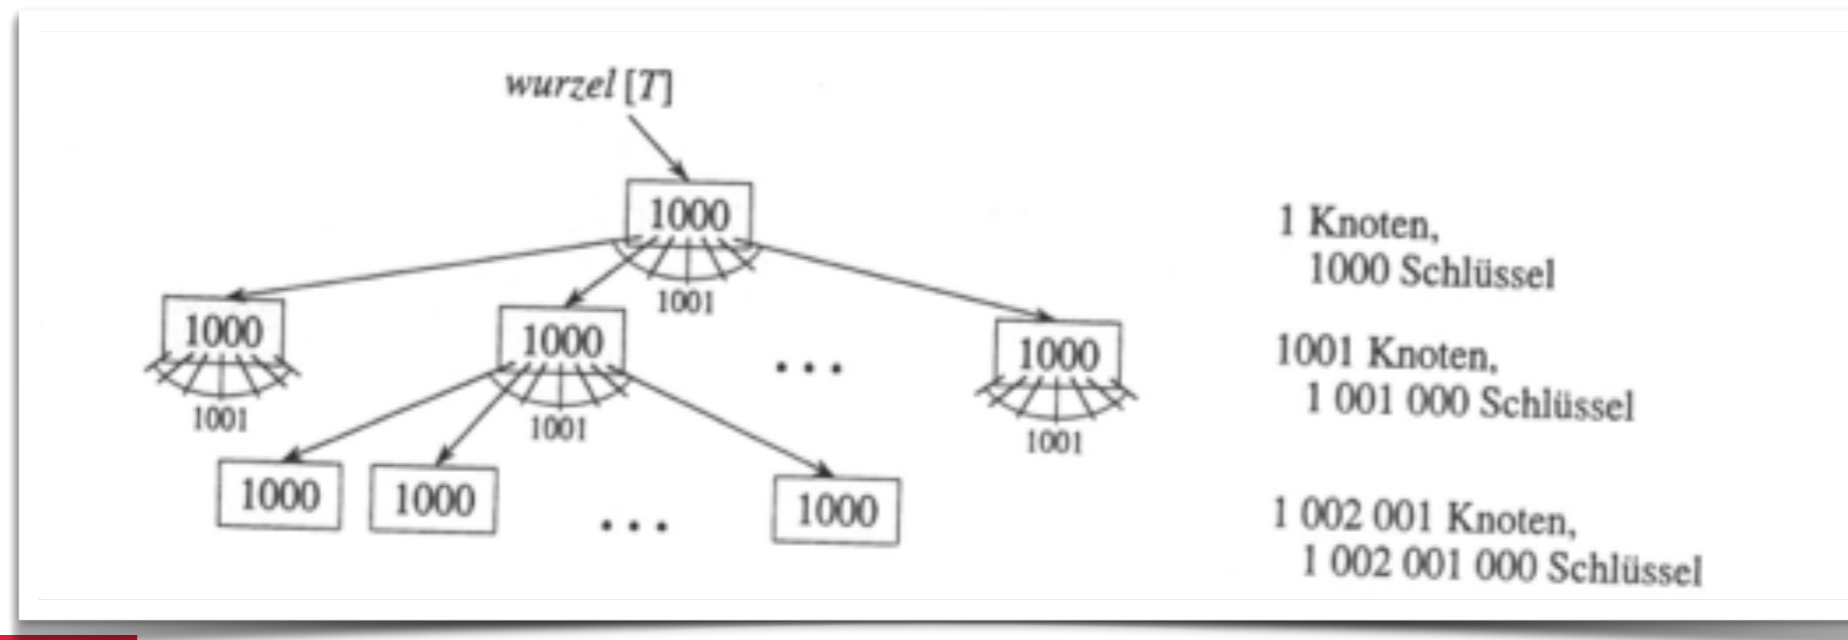 wurzel [T]
1000
1 Knoten,
1000 Schlüssel
1001
1000
1000
1000
1001 Knoten,
1 001 000 Schlüssel
1001
1001
1001
1000
1000
1000
1 002 001 Knoten,
1 002 001 000 Schlüssel